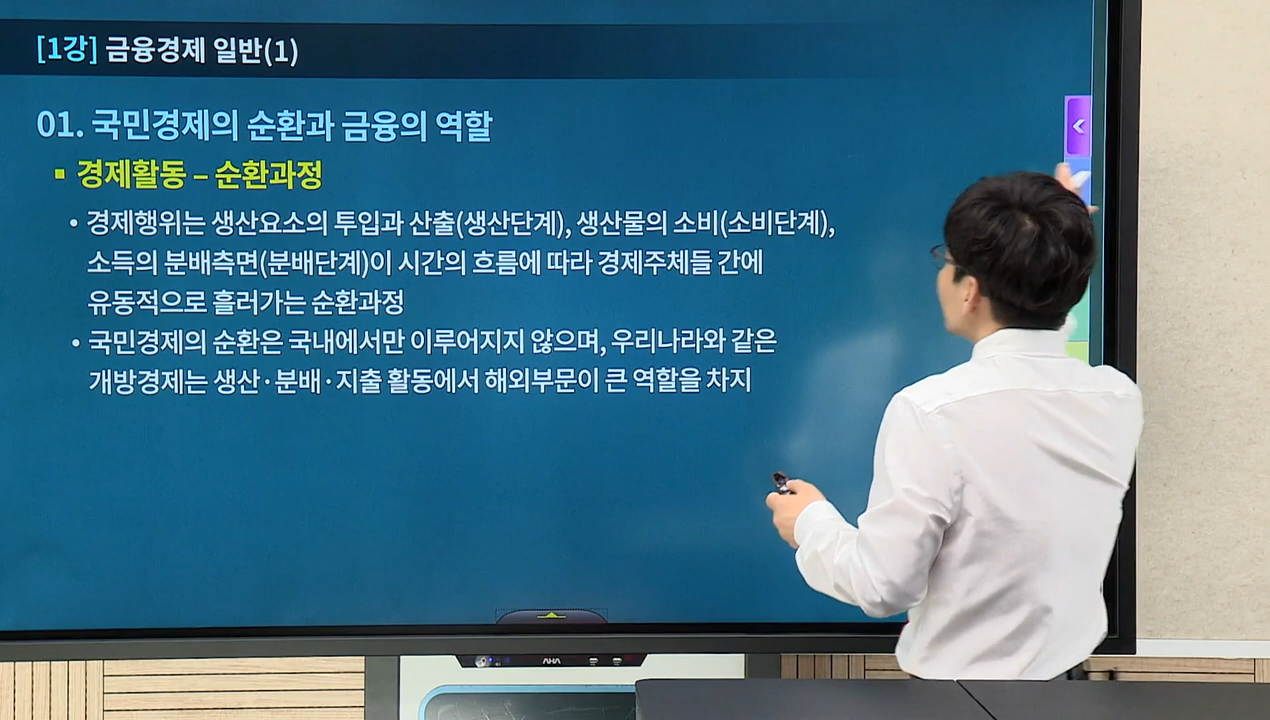 [1강] 금융경제 일반(1)
01. 국민경제의 순환과 금융의 역할
▪ 경제활동 – 순환과정
• 경제행위는 생산요소의 투입과 산출(생산단계), 생산물의 소비(소비단계),
소득의 분배측면(분배단계)이 시간의 흐름에 따라 경제주체들 간에
유동적으로 흘러가는 순환과정
• 국민경제의 순환은 국내에서만 이루어지지 않으며, 우리나라와 같은
개방경제는 생산·분배·지출 활동에서 해외부문이 큰 역할을 차지
AHA